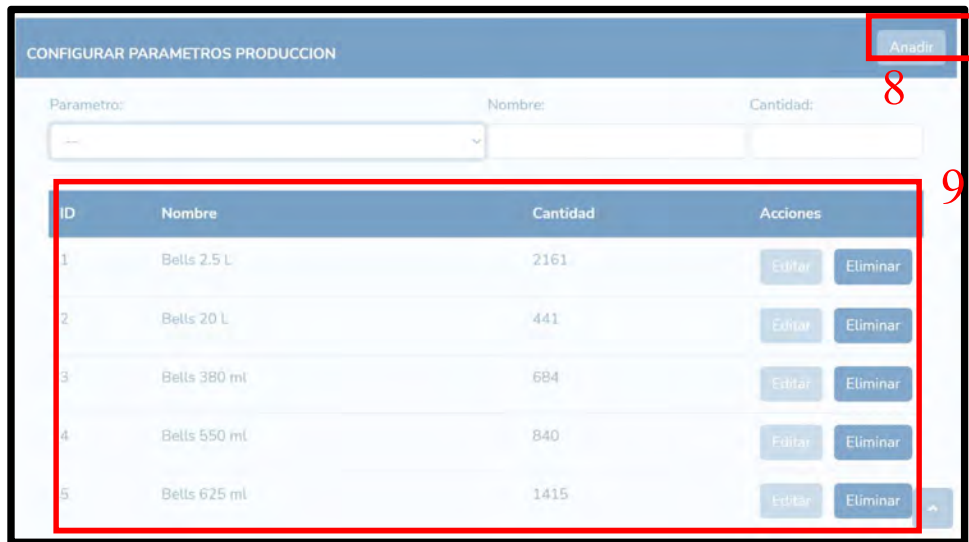 CONFIGURAR PARAMETROS PRODUCCION Anadir
8
Parametro: Nombre: Cantidad:
---
9
ID Nombre Cantidad Acciones
1 Bells 2.5 L 2161 Editar Eliminar
2 Bells 20 L 441 Editar Eliminar
3 Bells 380 ml 684 Editar Eliminar
4 Bells 550 ml 840 Editar Eliminar
5 Bells 625 ml 1415 Editar Eliminar